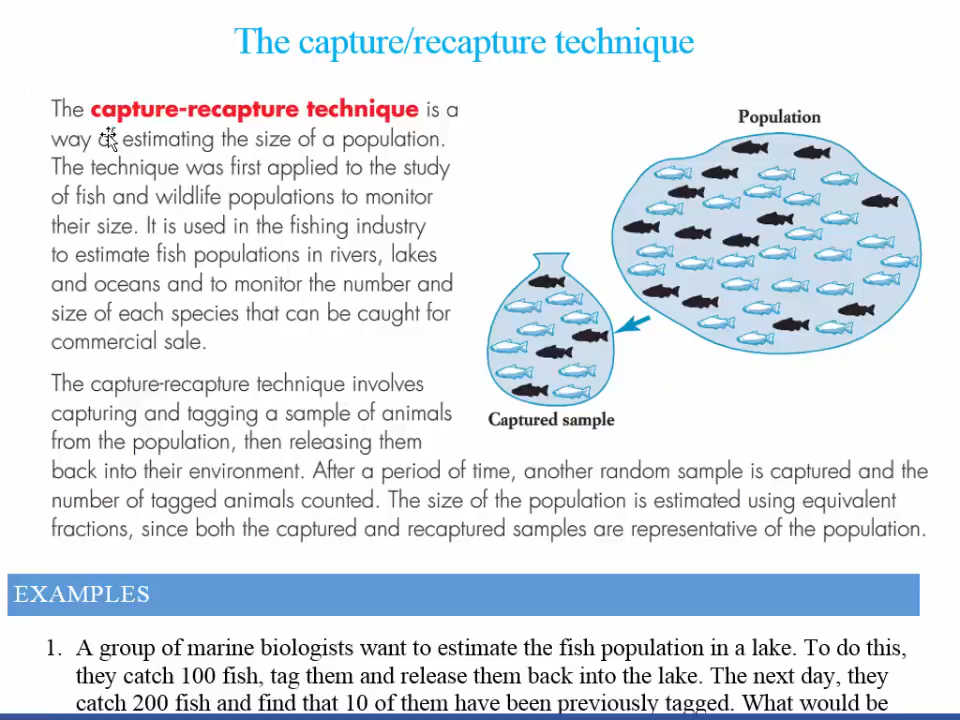 The capture/recapture technique
The capture-recapture technique is a
way of estimating the size of a population.
The technique was first applied to the study
of fish and wildlife populations to monitor
their size. It is used in the fishing industry
to estimate fish populations in rivers, lakes
and oceans and to monitor the number and
size of each species that can be caught for
commercial sale.
Population
Captured sample
The capture-recapture technique involves
capturing and tagging a sample of animals
from the population, then releasing them
back into their environment. After a period of time, another random sample is captured and the
number of tagged animals counted. The size of the population is estimated using equivalent
fractions, since both the captured and recaptured samples are representative of the population.
EXAMPLES
1. A group of marine biologists want to estimate the fish population in a lake. To do this,
they catch 100 fish, tag them and release them back into the lake. The next day, they
catch 200 fish and find that 10 of them have been previously tagged. What would be